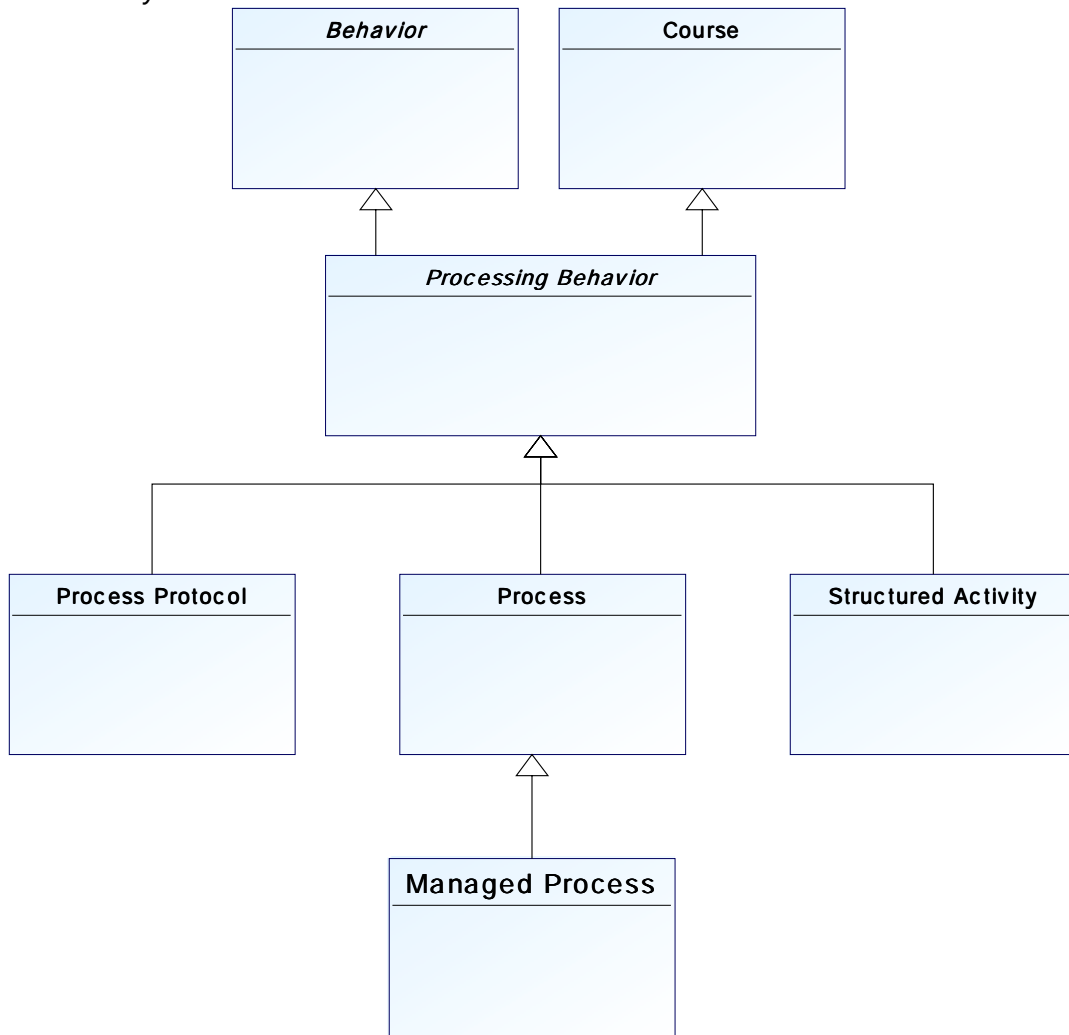 Behavior
Course
Processing Behavior
Process Protocol
Process
Structured Activity
Managed Process